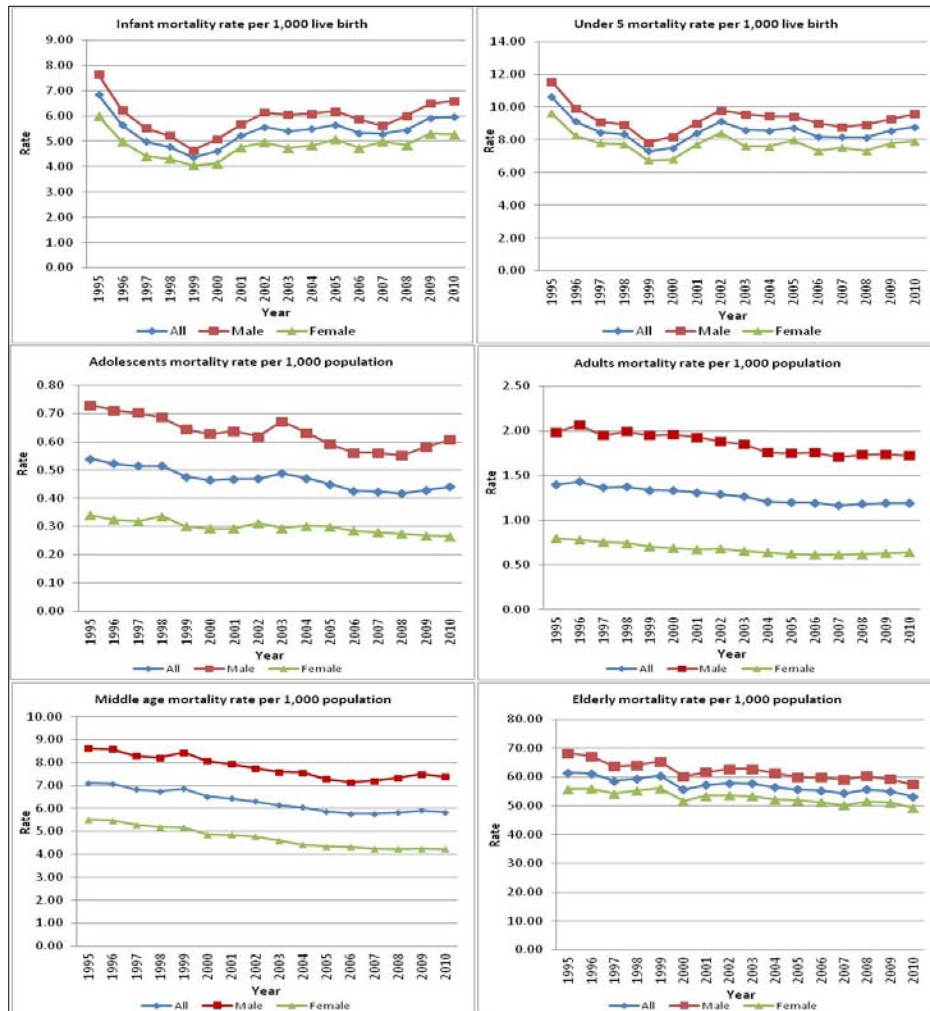 Infant mortality rate per 1,000 live birth
9.00
8.00
7.00
6.00
5.00
4.00
3.00
2.00
1.00
0.00
Rate
1995 1996 1997 1998 1999 2000 2001 2002 2003 2004 2005 2006 2007 2008 2009 2010
Year
All Male Female
Under 5 mortality rate per 1,000 live birth
14.00
12.00
10.00
8.00
6.00
4.00
2.00
0.00
Rate
1995 1996 1997 1998 1999 2000 2001 2002 2003 2004 2005 2006 2007 2008 2009 2010
Year
All Male Female
Adolescents mortality rate per 1,000 population
0.80
0.70
0.60
0.50
0.40
0.30
0.20
0.10
0.00
Rate
1995 1996 1997 1998 1999 2000 2001 2002 2003 2004 2005 2006 2007 2008 2009 2010
Year
All Male Female
Adults mortality rate per 1,000 population
2.50
2.00
1.50
1.00
0.50
0.00
Rate
1995 1996 1997 1998 1999 2000 2001 2002 2003 2004 2005 2006 2007 2008 2009 2010
Year
All Male Female
Middle age mortality rate per 1,000 population
10.00
9.00
8.00
7.00
6.00
5.00
4.00
3.00
2.00
1.00
0.00
Rate
1995 1996 1997 1998 1999 2000 2001 2002 2003 2004 2005 2006 2007 2008 2009 2010
Year
All Male Female
Elderly mortality rate per 1,000 population
80.00
70.00
60.00
50.00
40.00
30.00
20.00
10.00
0.00
Rate
1995 1996 1997 1998 1999 2000 2001 2002 2003 2004 2005 2006 2007 2008 2009 2010
Year
All Male Female